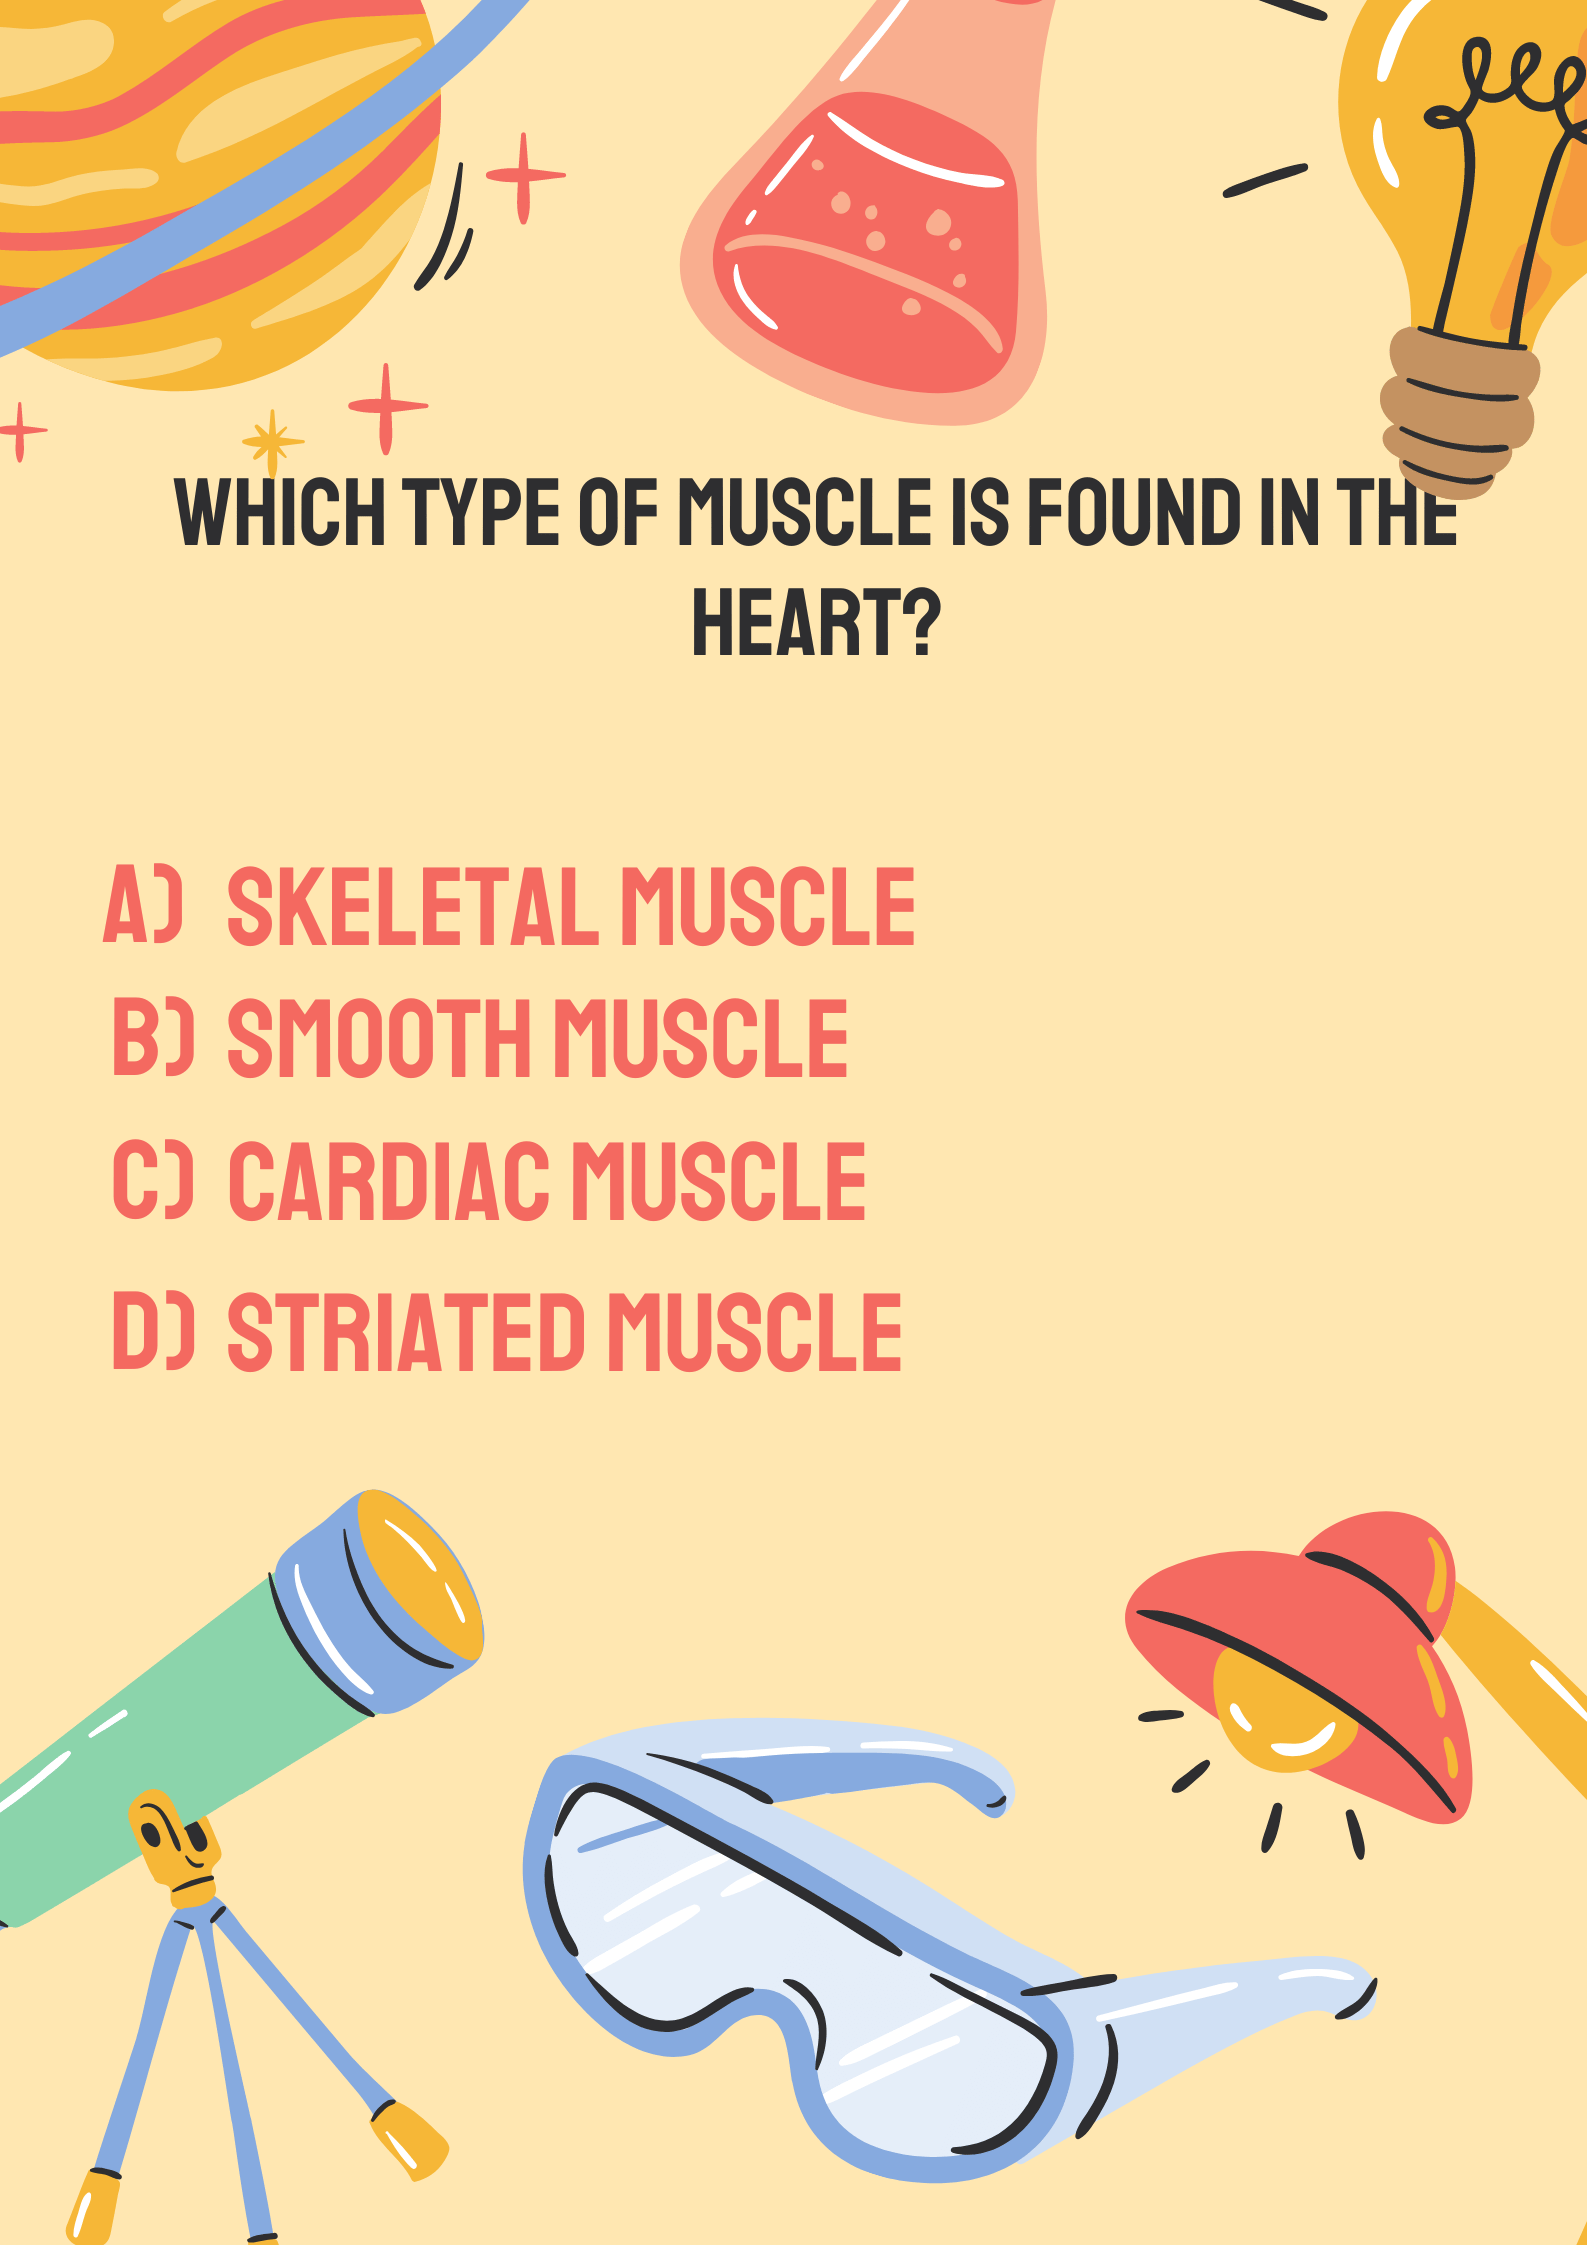 WHICH TYPE OF MUSCLE IS FOUND IN THE
HEART?
A) SKELETAL MUSCLE
B) SMOOTH MUSCLE
C) CARDIAC MUSCLE
D) STRIATED MUSCLE